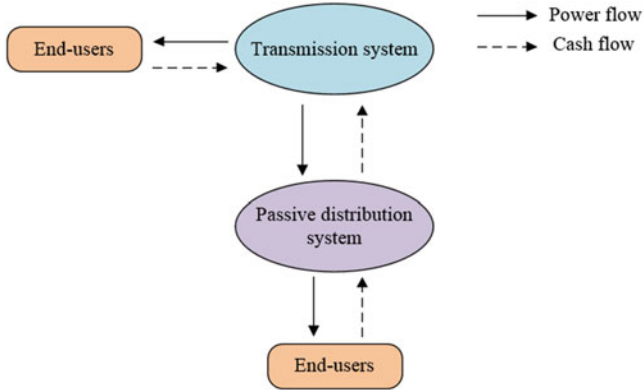 Power flow
End-users
Transmission system
Cash flow
Passive distribution
system
End-users